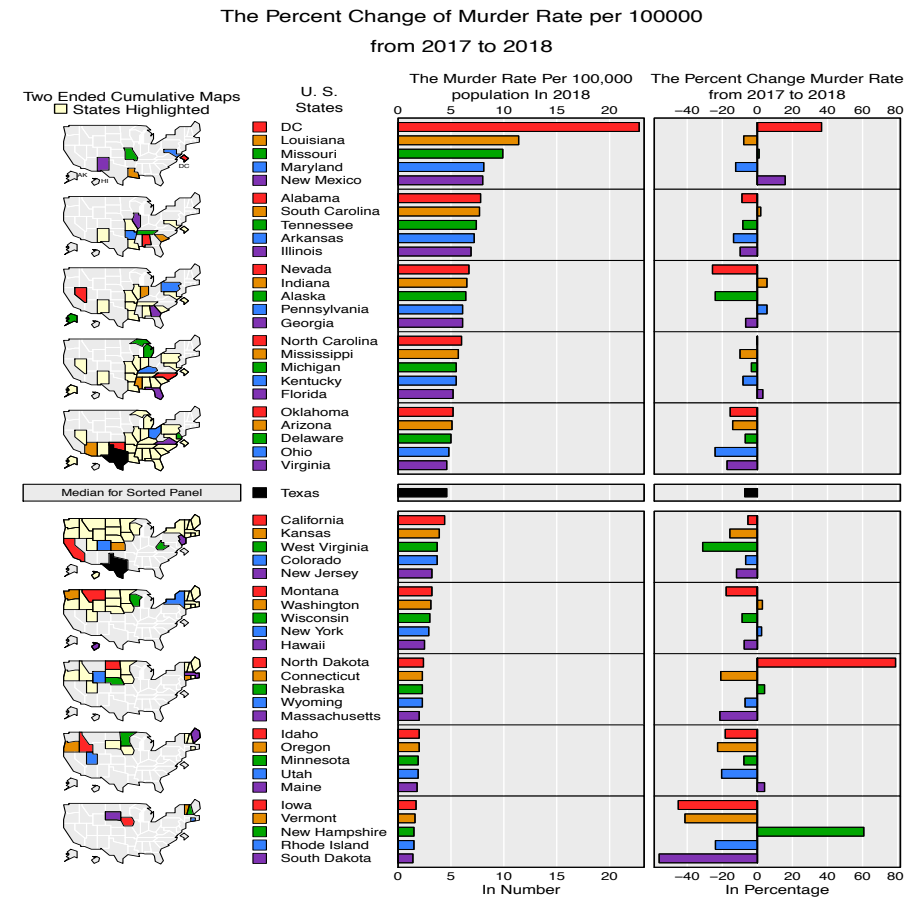 The Percent Change of Murder Rate per 100000
from 2017 to 2018
Two Ended Cumulative Maps
States Highlighted
U. S.
States
The Murder Rate Per 100,000
population In 2018
The Percent Change Murder Rate
from 2017 to 2018
0 5 10 15 20
−40 −20 0 20 40 60 80
AK
HI
DC
DC
Louisiana
Missouri
Maryland
New Mexico
Alabama
South Carolina
Tennessee
Arkansas
Illinois
Nevada
Indiana
Alaska
Pennsylvania
Georgia
North Carolina
Mississippi
Michigan
Kentucky
Florida
Oklahoma
Arizona
Delaware
Ohio
Virginia
Median for Sorted Panel
Texas
California
Kansas
West Virginia
Colorado
New Jersey
Montana
Washington
Wisconsin
New York
Hawaii
North Dakota
Connecticut
Nebraska
Wyoming
Massachusetts
Idaho
Oregon
Minnesota
Utah
Maine
Iowa
Vermont
New Hampshire
Rhode Island
South Dakota
0 5 10 15 20
In Number
−40 −20 0 20 40 60 80
In Percentage